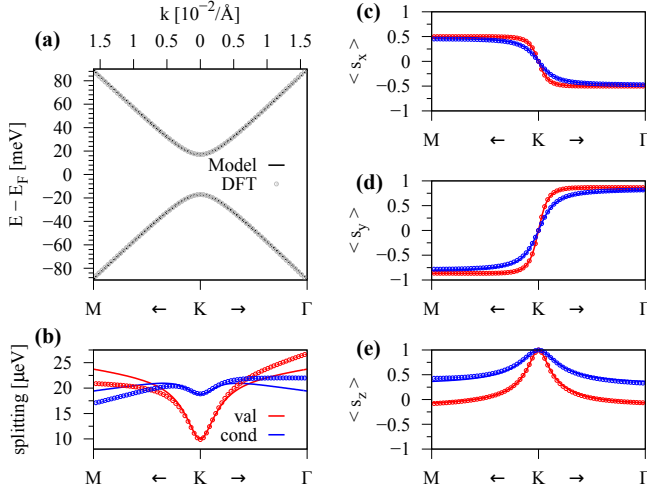 k [10⁻²/Å]
(a)
1.5 1 0.5 0 0.5 1 1.5
E − E_F [meV]
80
60
40
20
0
−20
−40
−60
−80
Model
DFT
M ← K → Γ
(b)
splitting [μeV]
25
20
15
10
val
cond
M ← K → Γ
(c)
< s_x >
1
0.5
0
−0.5
−1
M ← K → Γ
(d)
< s_y >
1
0.5
0
−0.5
−1
M ← K → Γ
(e)
< s_z >
1
0.5
0
−0.5
−1
M ← K → Γ